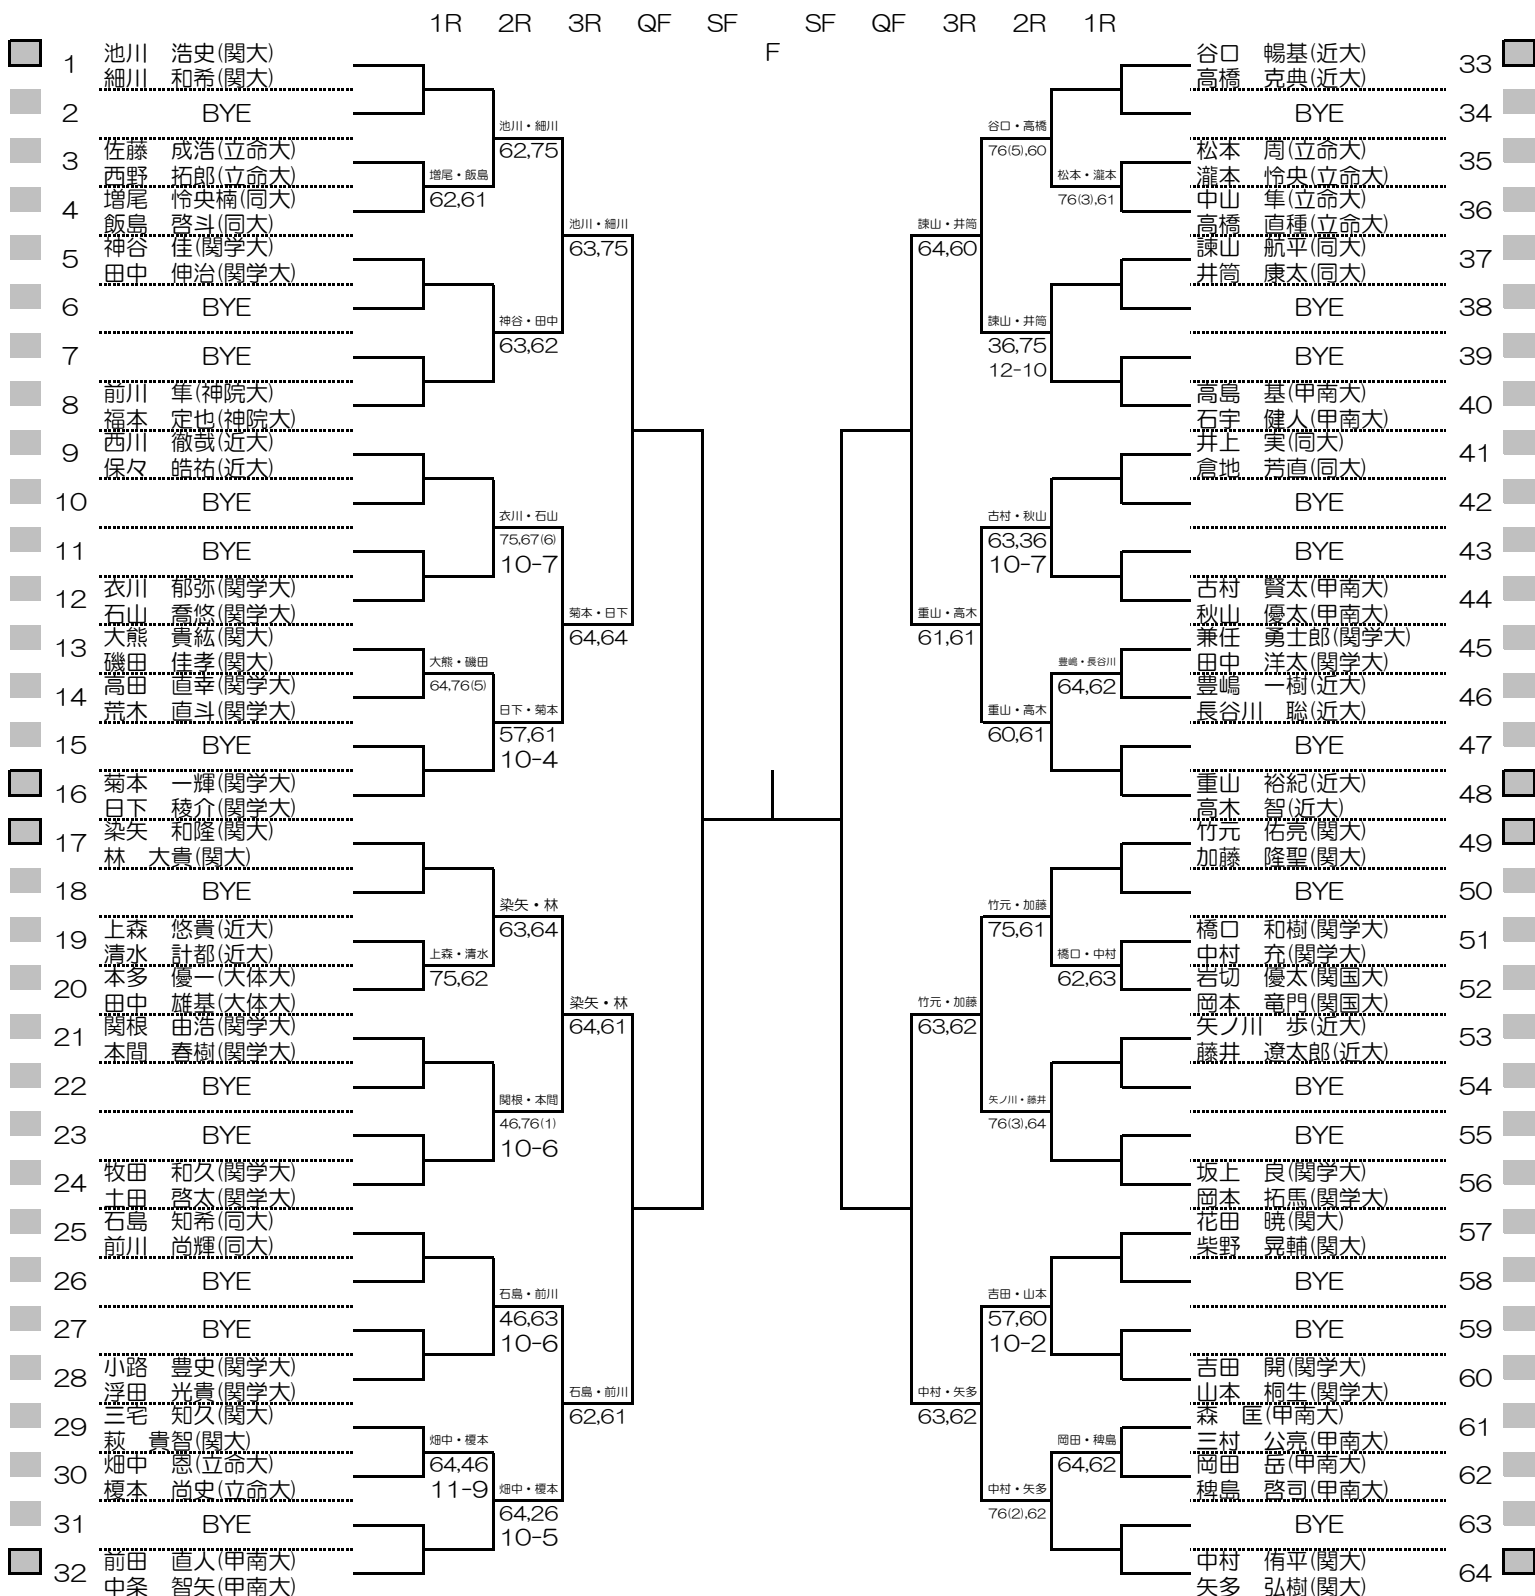 1R 2R 3R QF SF SF QF 3R 2R 1R
F
1 池川 浩史(関大)
細川 和希(関大)
2 BYE
池川・細川
62,75
3 佐藤 成浩(立命大)
西野 拓郎(立命大)
増尾・飯島
62,61
4 増尾 怜央楠(同大)
飯島 啓斗(同大)
池川・細川
63,75
5 神谷 佳(関学大)
田中 伸治(関学大)
6 BYE
神谷・田中
63,62
7 BYE
8 前川 隼(神院大)
福本 定也(神院大)
9 西川 徹哉(近大)
保々 皓祐(近大)
10 BYE
衣川・石山
75,67(6)
10-7
11 BYE
12 衣川 郁弥(関学大)
石山 喬悠(関学大)
菊本・日下
64,64
13 大熊 貴紘(関大)
磯田 佳孝(関大)
大熊・磯田
64,76(5)
14 高田 直幸(関学大)
荒木 直斗(関学大)
日下・菊本
57,61
10-4
15 BYE
16 菊本 一輝(関学大)
日下 稜介(関学大)
17 染矢 和隆(関大)
林 大貴(関大)
18 BYE
染矢・林
63,64
19 上森 悠貴(近大)
清水 計都(近大)
上森・清水
75,62
20 本多 優一(大体大)
田中 雄基(大体大)
染矢・林
64,61
21 関根 由浩(関学大)
本間 春樹(関学大)
22 BYE
関根・本間
46,76(1)
10-6
23 BYE
24 牧田 和久(関学大)
土田 啓太(関学大)
25 石島 知希(同大)
前川 尚輝(同大)
26 BYE
石島・前川
46,63
10-6
27 BYE
28 小路 豊史(関学大)
浮田 光貴(関学大)
石島・前川
62,61
29 三宅 知久(関大)
萩 貴智(関大)
畑中・榎本
64,46
11-9
30 畑中 恩(立命大)
榎本 尚史(立命大)
畑中・榎本
64,26
10-5
31 BYE
32 前田 直人(甲南大)
中条 智矢(甲南大)
谷口 暢基(近大) 33
高橋 克典(近大)
BYE 34
谷口・高橋
76(5),60
松本 周(立命大) 35
瀧本 怜央(立命大)
松本・瀧本
76(3),61
中山 隼(立命大) 36
高橋 直種(立命大)
諫山・井筒
64,60
諫山 航平(同大) 37
井筒 康太(同大)
BYE 38
諫山・井筒
36,75
12-10
BYE 39
高島 基(甲南大) 40
石宇 健人(甲南大)
井上 実(同大) 41
倉地 芳直(同大)
BYE 42
古村・秋山
63,36
10-7
BYE 43
古村 賢太(甲南大) 44
秋山 優太(甲南大)
重山・高木
61,61
兼任 勇士郎(関学大) 45
田中 洋太(関学大)
豊嶋・長谷川
64,62
豊嶋 一樹(近大) 46
長谷川 聡(近大)
重山・高木
60,61
BYE 47
重山 裕紀(近大) 48
高木 智(近大)
竹元 佑亮(関大) 49
加藤 隆聖(関大)
BYE 50
竹元・加藤
75,61
橋口 和樹(関学大) 51
中村 充(関学大)
橋口・中村
62,63
岩切 優太(関国大) 52
岡本 竜門(関国大)
竹元・加藤
63,62
矢ノ川 歩(近大) 53
藤井 遼太郎(近大)
BYE 54
矢ノ川・藤井
76(3),64
BYE 55
坂上 良(関学大) 56
岡本 拓馬(関学大)
花田 暁(関大) 57
柴野 晃輔(関大)
BYE 58
吉田・山本
57,60
10-2
BYE 59
吉田 開(関学大) 60
山本 桐生(関学大)
中村・矢多
63,62
森 匡(甲南大) 61
三村 公亮(甲南大)
岡田・稗島
64,62
岡田 岳(甲南大) 62
稗島 啓司(甲南大)
中村・矢多
76(2),62
BYE 63
中村 侑平(関大) 64
矢多 弘樹(関大)